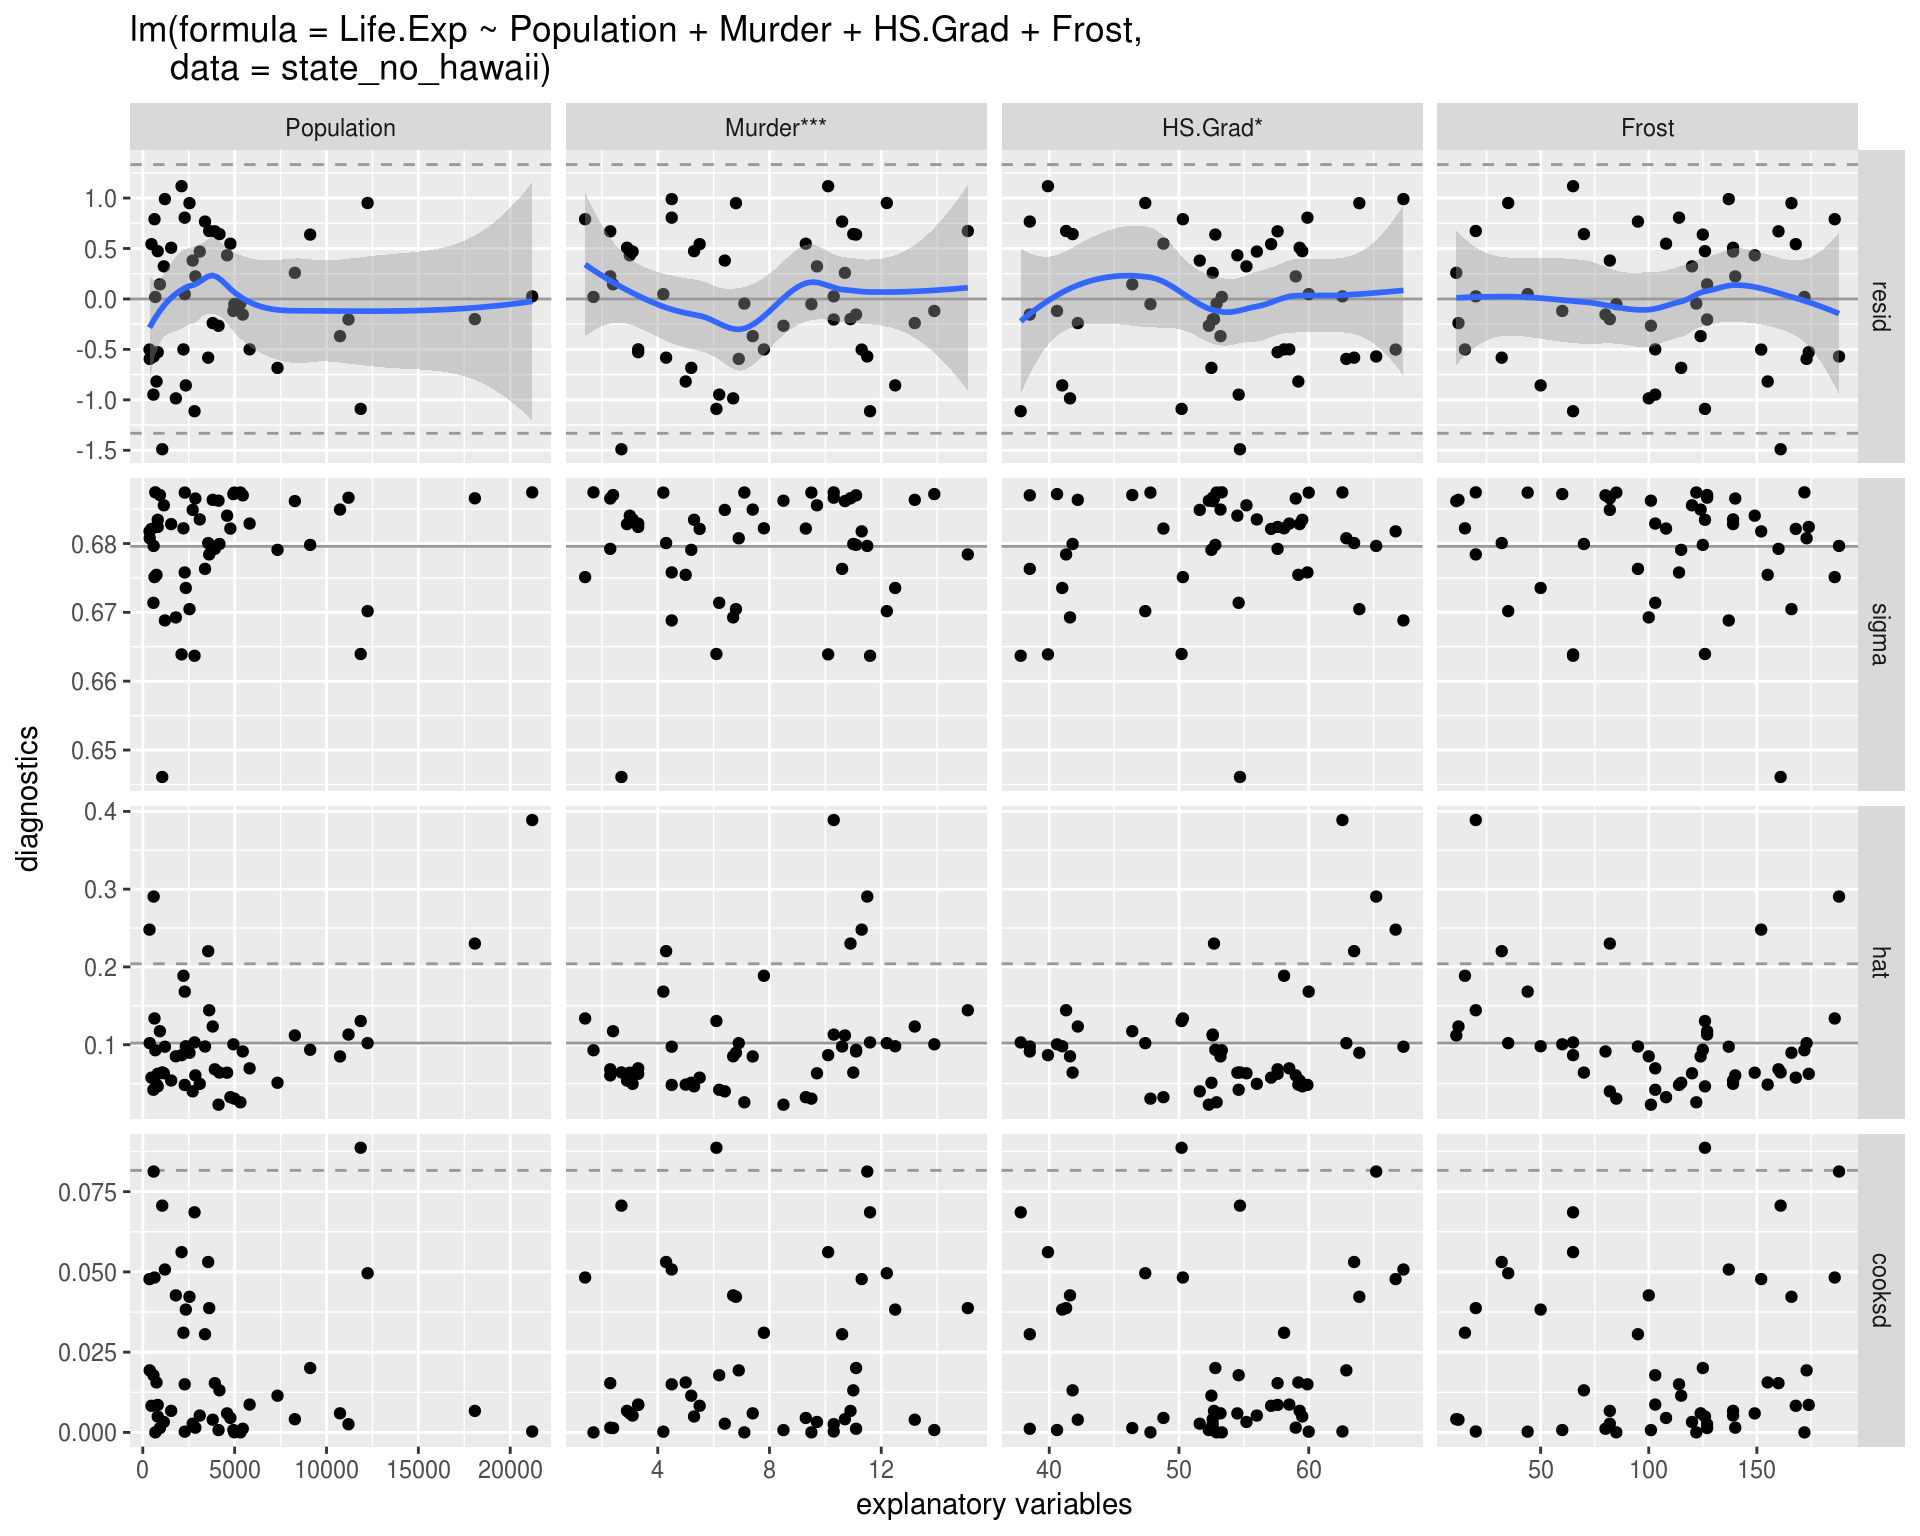 lm(formula = Life.Exp ~ Population + Murder + HS.Grad + Frost,
data = state_no_hawaii)
Population
Murder***
HS.Grad*
Frost
1.0
0.5
0.0
-0.5
-1.0
-1.5
resid
0.68
0.67
0.66
0.65
sigma
diagnostics
0.4
0.3
0.2
0.1
hat
0.075
0.050
0.025
0.000
cooksd
0 5000 10000 15000 20000
4 8 12
40 50 60
50 100 150
explanatory variables